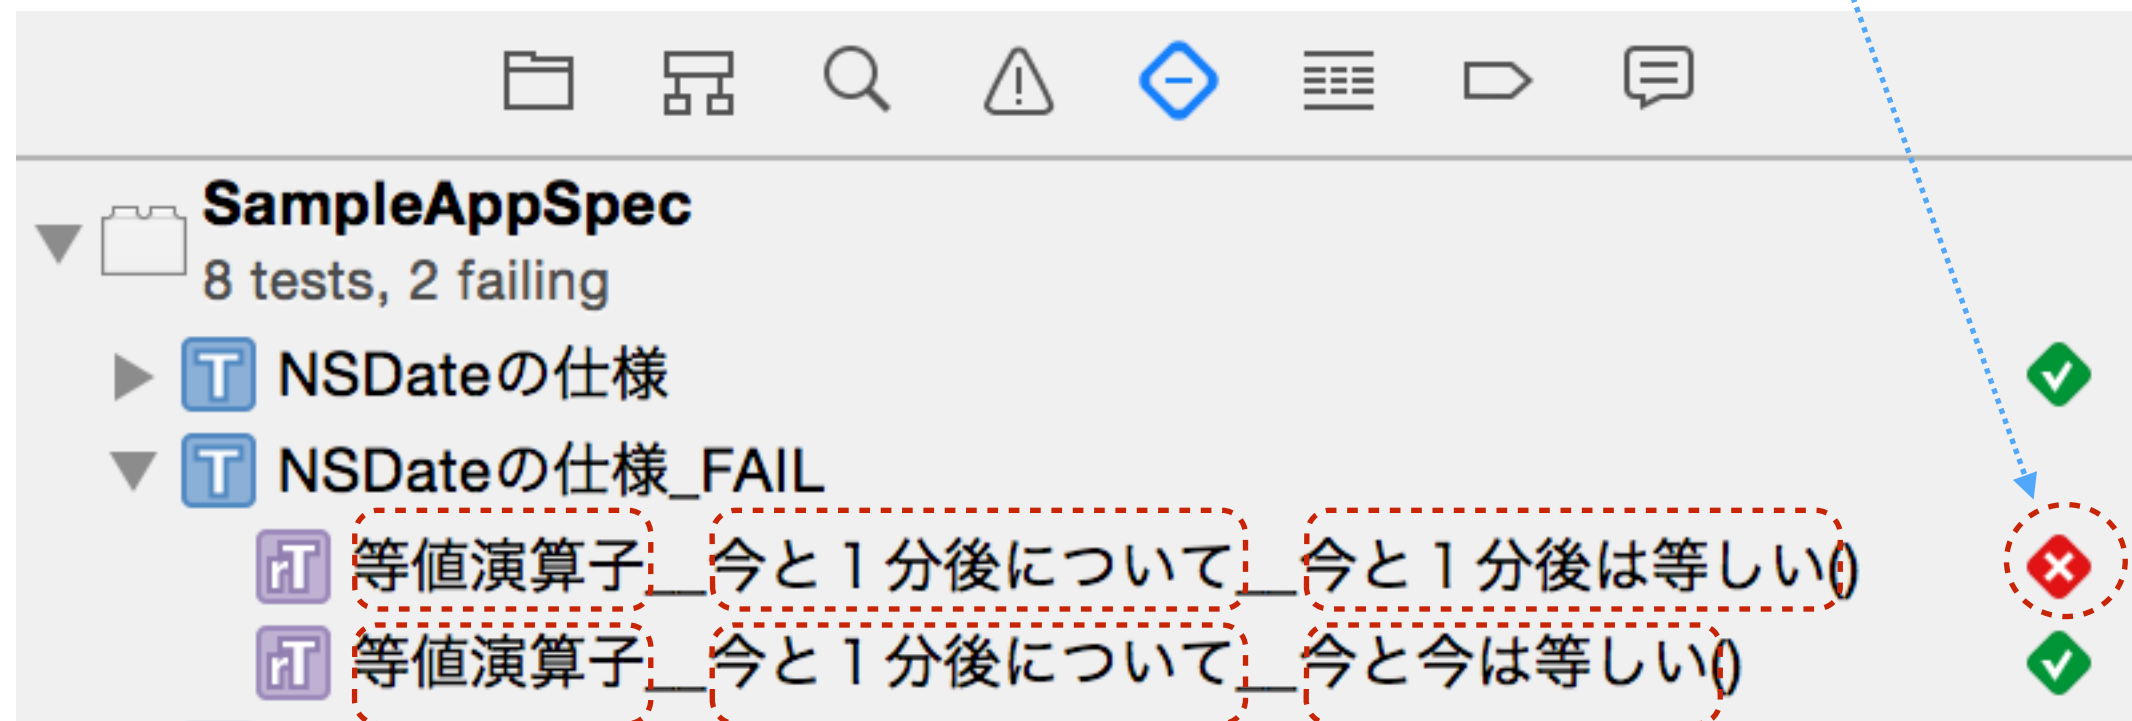 SampleAppSpec
8 tests, 2 failing
T NSDateの仕様
T NSDateの仕様_FAIL
rT 等値演算子__今と１分後について__今と１分後は等しい()
rT 等値演算子__今と１分後について__今と今は等しい()